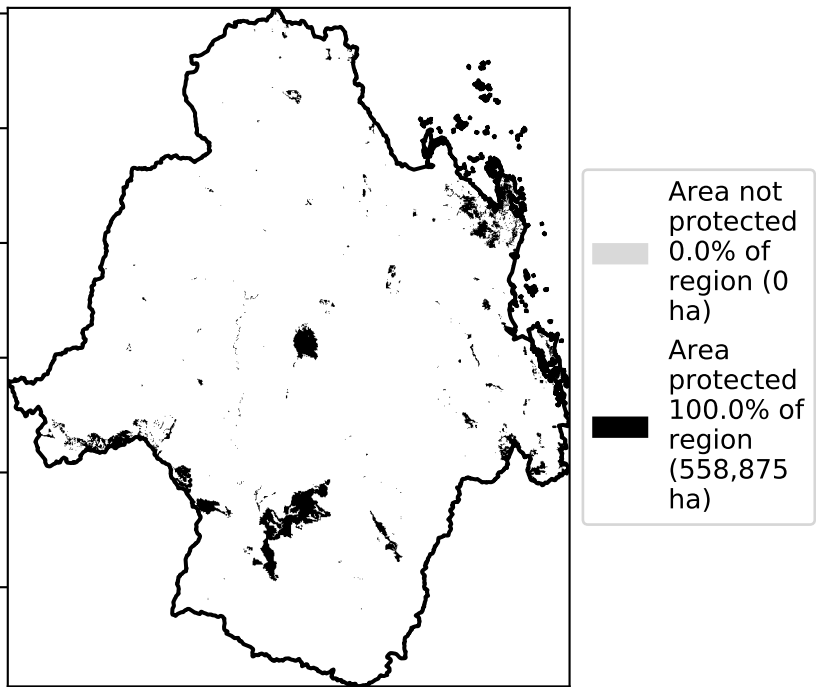 Area not
protected
0.0% of
region (0
ha)
Area
protected
100.0% of
region
(558,875
ha)